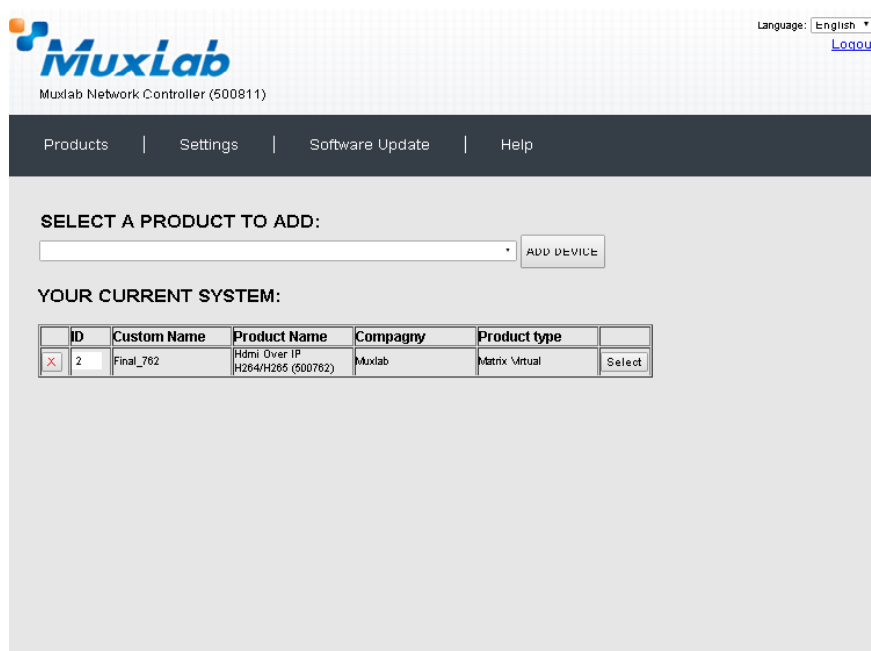 Language: English
Logou
MuxLab
Muxlab Network Controller (500811)
Products | Settings | Software Update | Help
SELECT A PRODUCT TO ADD:
ADD DEVICE
YOUR CURRENT SYSTEM:
ID Custom Name Product Name Compagny Product type
X 2 Final_762 Hdmi Over IP H264/H265 (500762) Muxlab Matrix Virtual Select